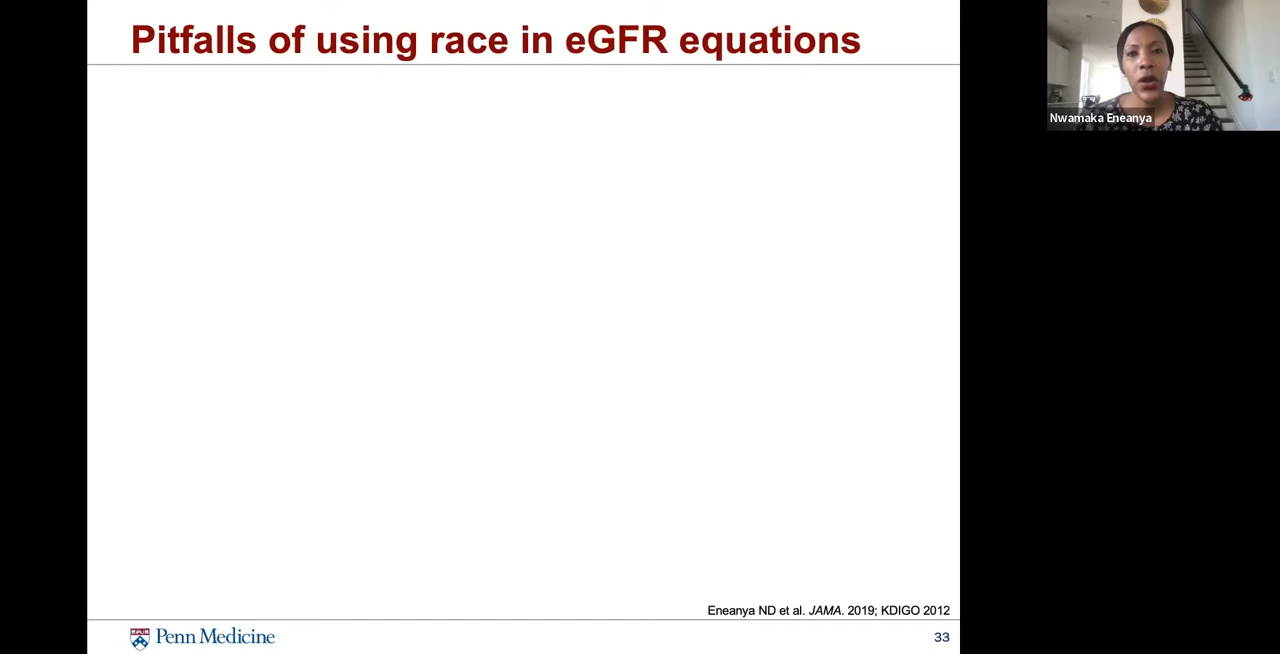 Pitfalls of using race in eGFR equations
Nwamaka Eneanya
Eneanya ND et al. JAMA. 2019; KDIGO 2012
Penn Medicine
33